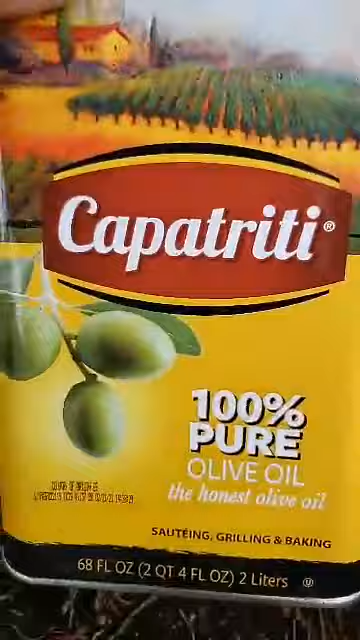 Capatriti®
100%
PURE
OLIVE OIL
the honest olive oil
SAUTÉING, GRILLING & BAKING
68 FL OZ (2 QT 4 FL OZ) 2 Liters